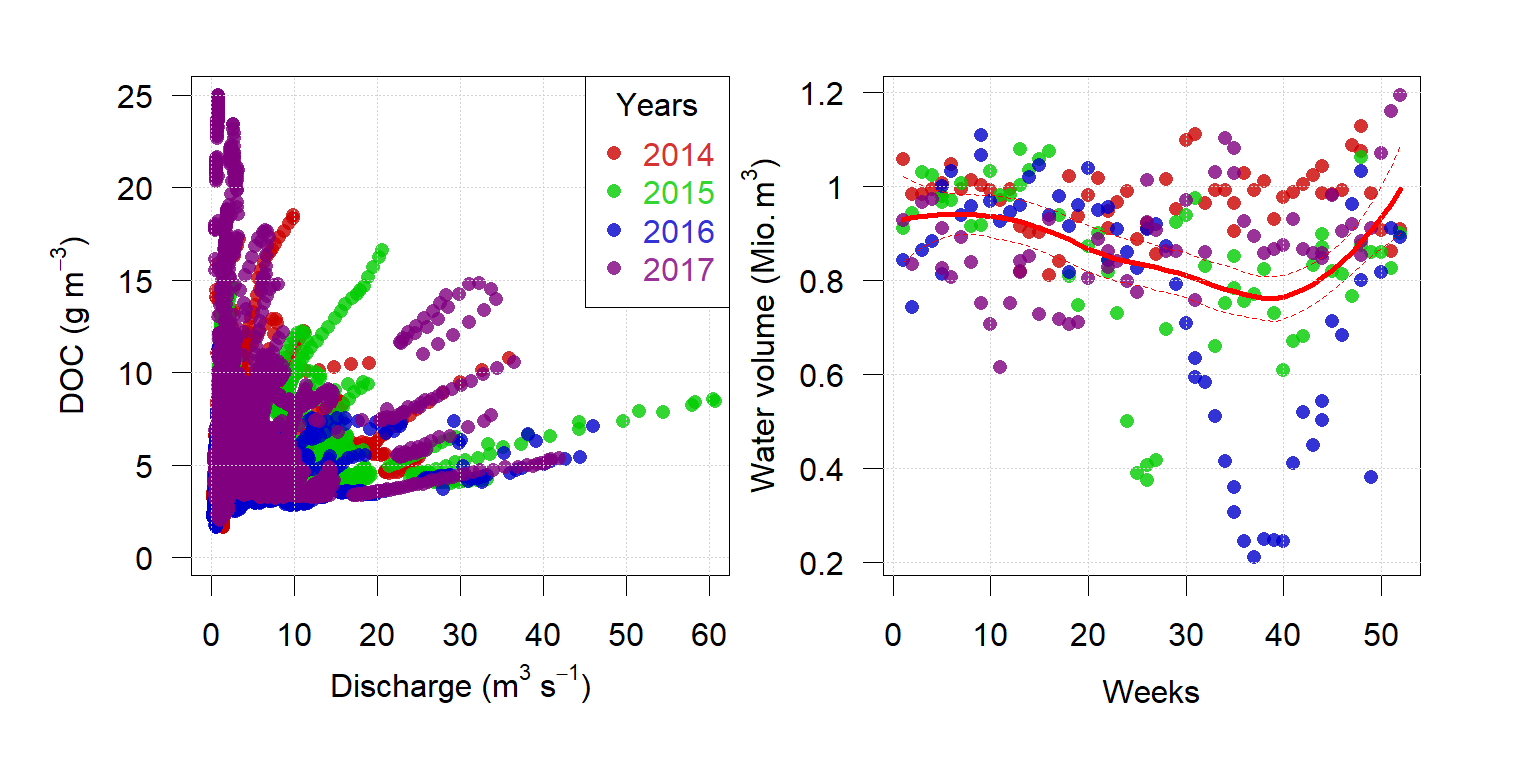 DOC (g m⁻³)
25
20
15
10
5
0
0 10 20 30 40 50 60
Discharge (m³ s⁻¹)
Years
2014
2015
2016
2017
Water volume (Mio. m³)
1.2
1
0.8
0.6
0.4
0.2
0 10 20 30 40 50
Weeks